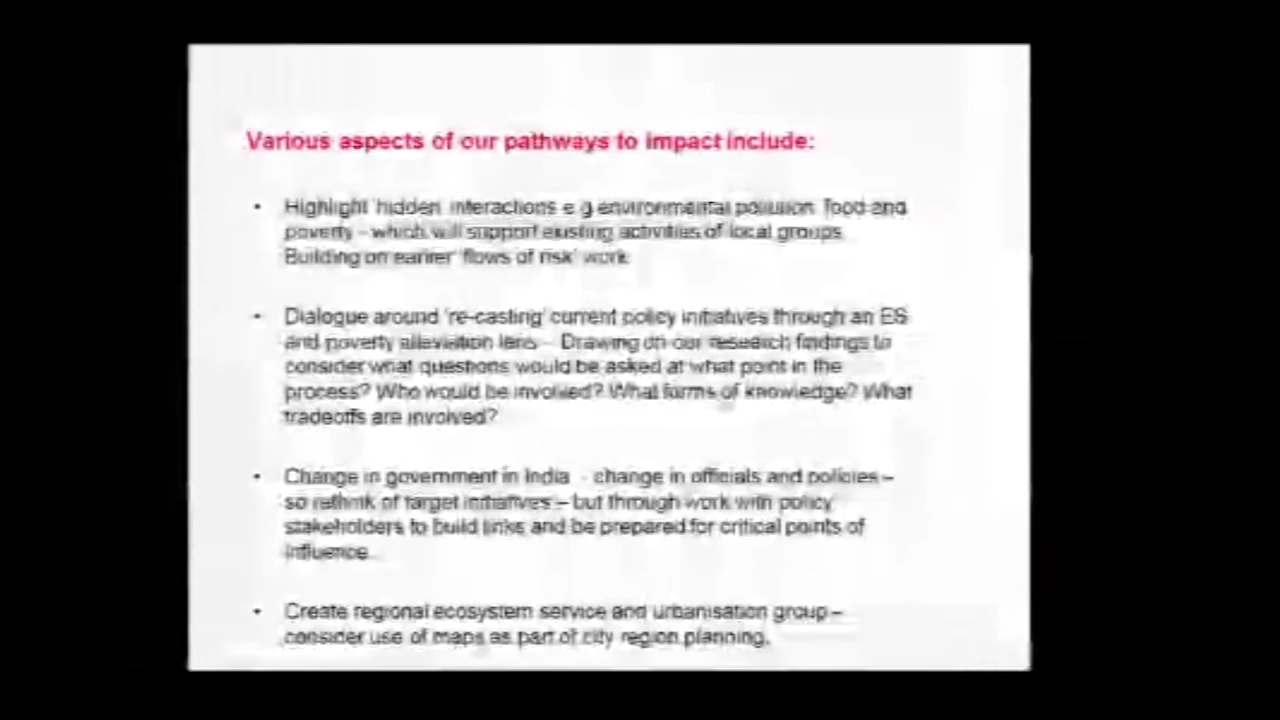 Various aspects of our pathways to impact include:
• Highlight 'hidden' interactions e.g environmental pollution, food and
poverty – which will support existing activities of local groups.
Building on earlier 'flows of risk' work
• Dialogue around 're-casting' current policy initiatives through an ES
and poverty alleviation lens – Drawing on our research findings to
consider what questions would be asked at what point in the
process? Who would be involved? What forms of knowledge? What
tradeoffs are involved?
• Change in government in India - change in officials and policies –
so rethink of target initiatives – but through work with policy
stakeholders to build links and be prepared for critical points of
influence.
• Create regional ecosystem service and urbanisation group –
consider use of maps as part of city region planning.